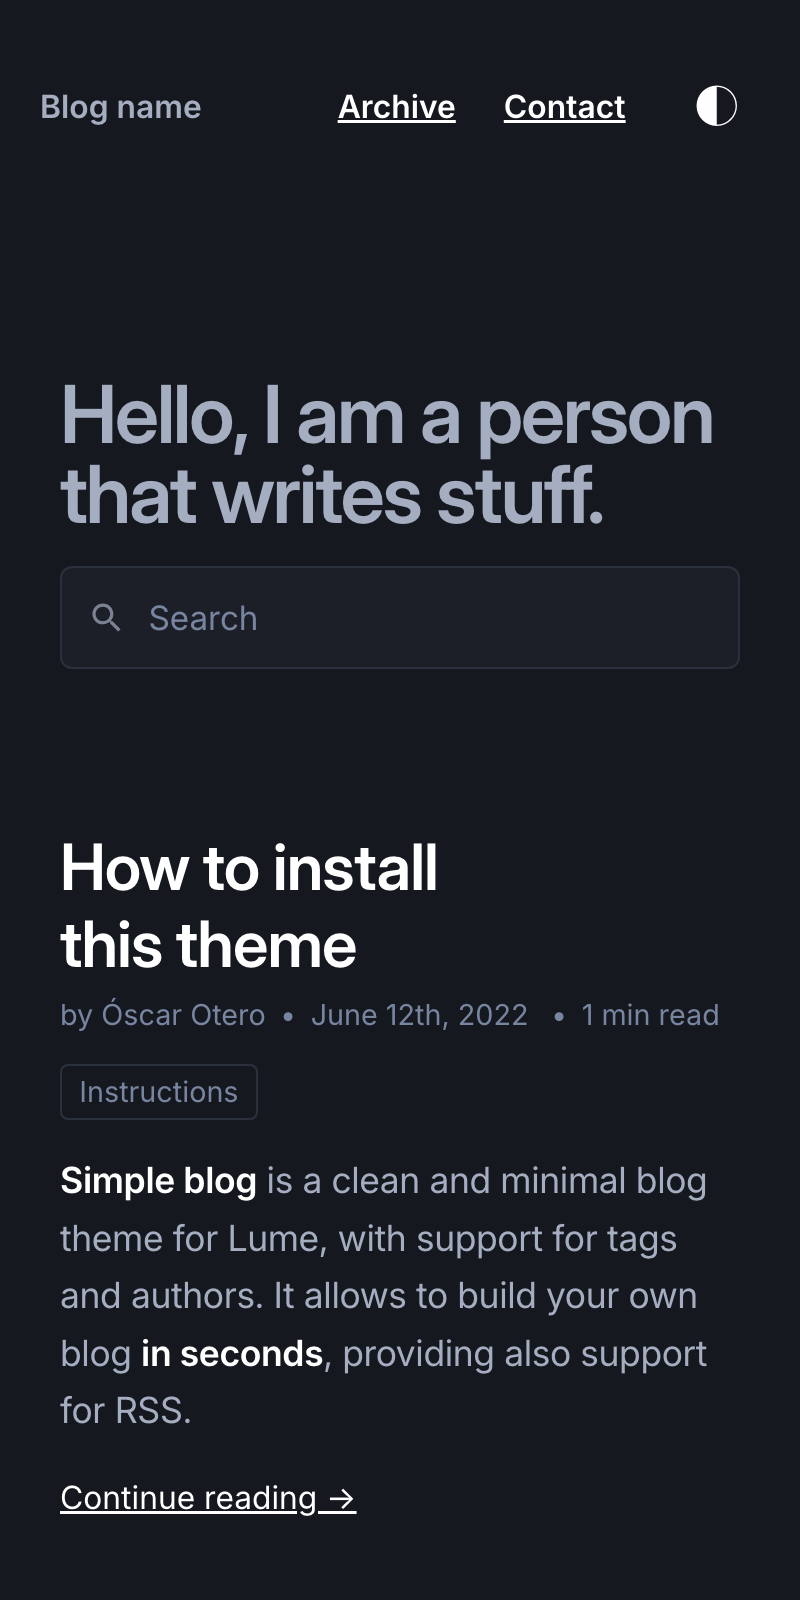 Blog name Archive Contact
Hello, I am a person
that writes stuff.
Search
How to install
this theme
by Óscar Otero • June 12th, 2022 • 1 min read
Instructions
Simple blog is a clean and minimal blog
theme for Lume, with support for tags
and authors. It allows to build your own
blog in seconds, providing also support
for RSS.
Continue reading →